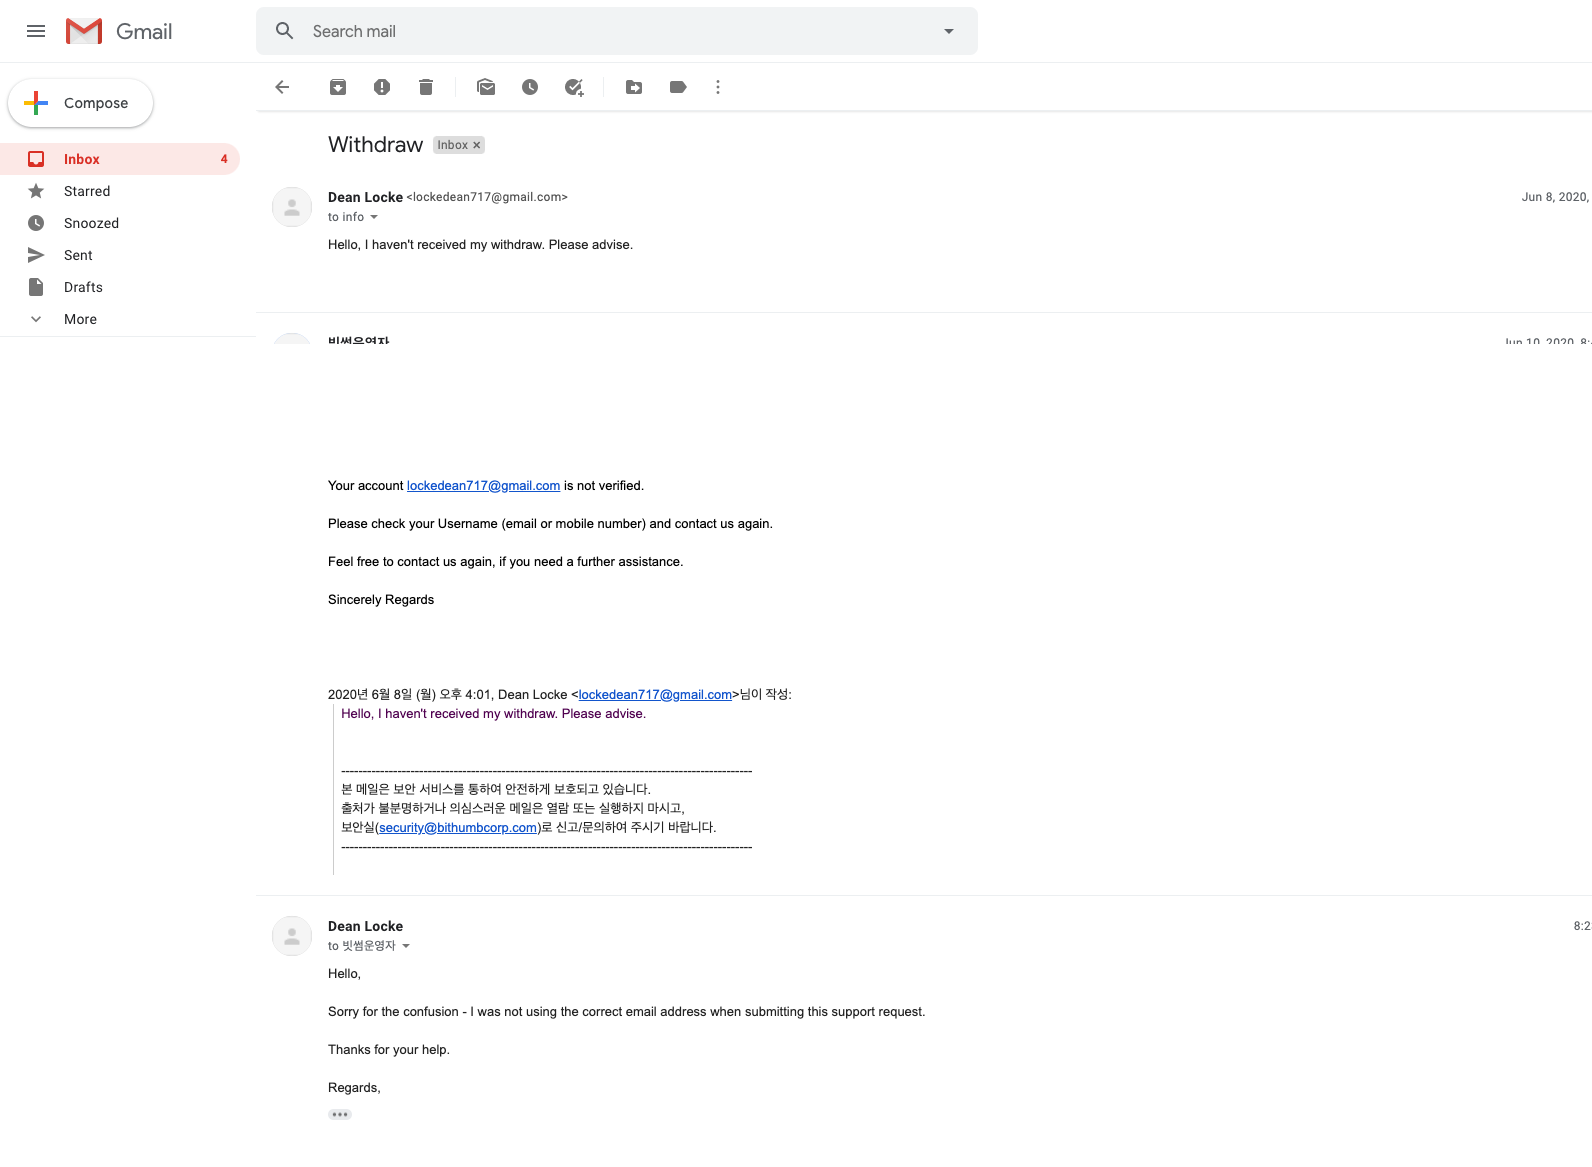 Gmail
Search mail
Compose
Inbox 4
Starred
Snoozed
Sent
Drafts
More
Withdraw Inbox ×
Dean Locke <lockedean717@gmail.com> Jun 8, 2020,
to info
Hello, I haven't received my withdraw. Please advise.
빗썸운영자 Jun 10, 2020, 8:
Your account lockedean717@gmail.com is not verified.
Please check your Username (email or mobile number) and contact us again.
Feel free to contact us again, if you need a further assistance.
Sincerely Regards
2020년 6월 8일 (월) 오후 4:01, Dean Locke <lockedean717@gmail.com>님이 작성:
Hello, I haven't received my withdraw. Please advise.
------------------------------------------------------------------------------------------------
본 메일은 보안 서비스를 통하여 안전하게 보호되고 있습니다.
출처가 불분명하거나 의심스러운 메일은 열람 또는 실행하지 마시고,
보안실(security@bithumbcorp.com)로 신고/문의하여 주시기 바랍니다.
------------------------------------------------------------------------------------------------
Dean Locke 8:2
to 빗썸운영자
Hello,
Sorry for the confusion - I was not using the correct email address when submitting this support request.
Thanks for your help.
Regards,